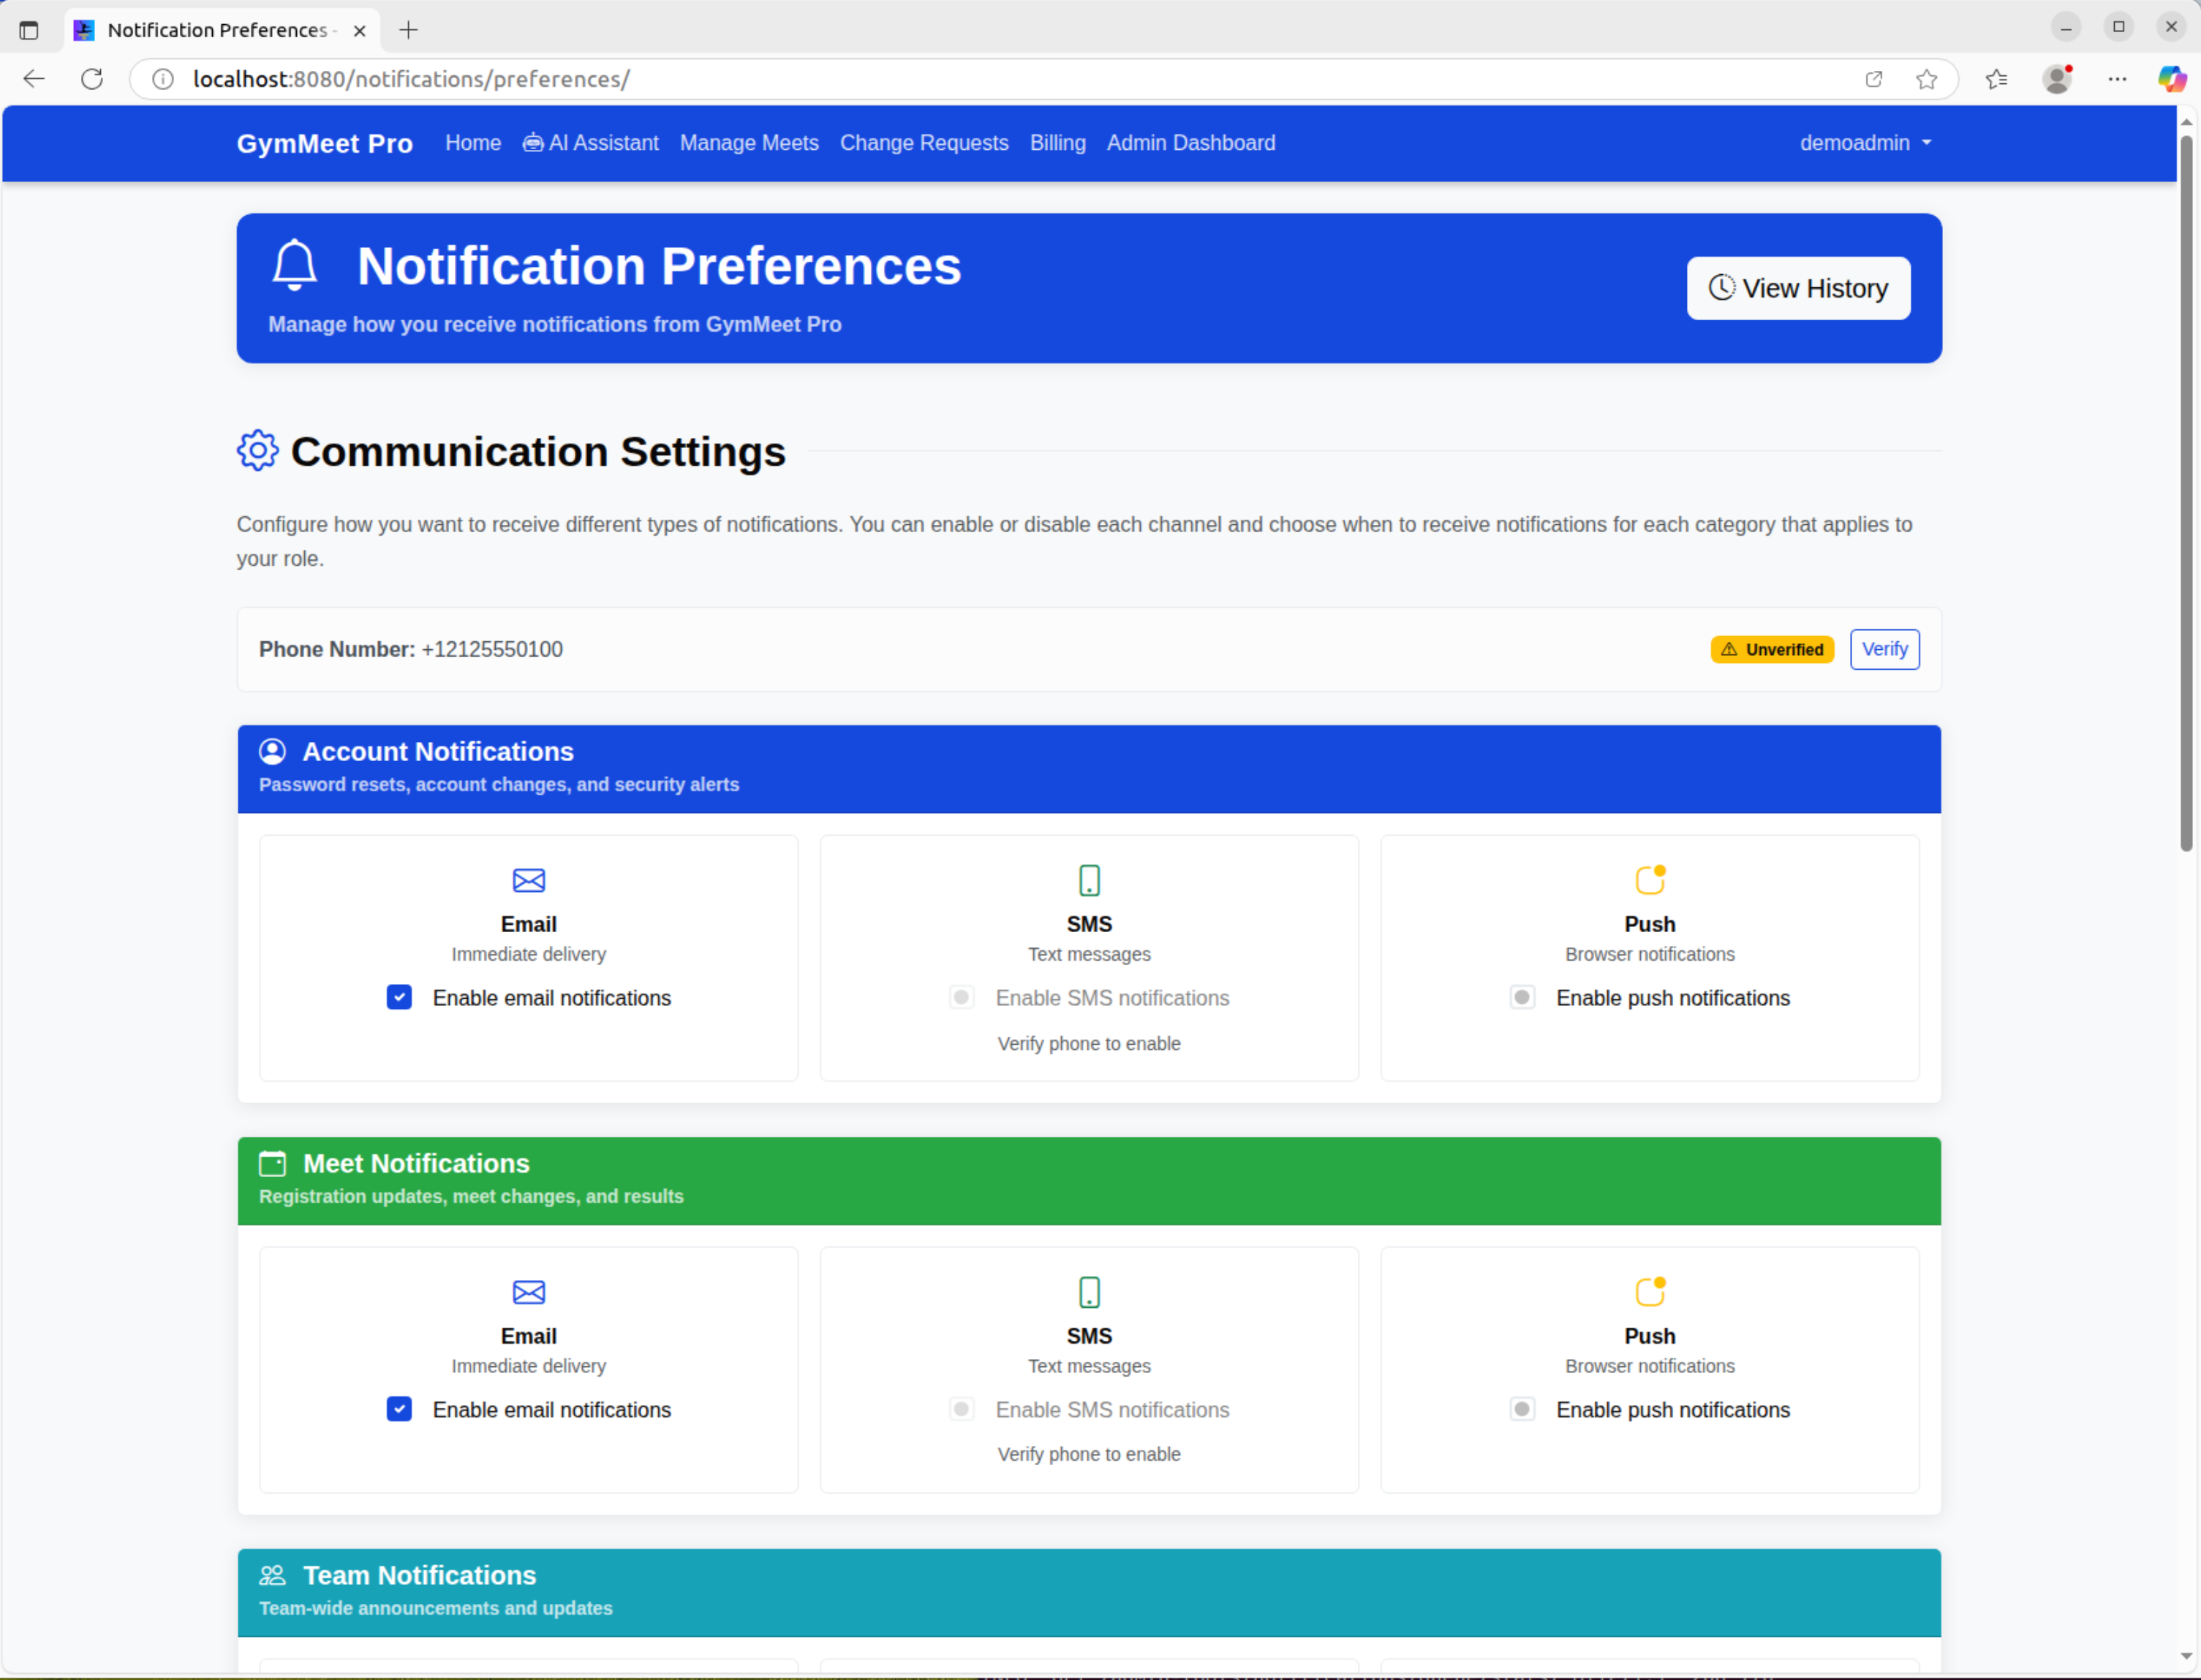 Notification Preferences -
localhost:8080/notifications/preferences/
GymMeet Pro Home AI Assistant Manage Meets Change Requests Billing Admin Dashboard demoadmin
Notification Preferences
View History
Manage how you receive notifications from GymMeet Pro
Communication Settings
Configure how you want to receive different types of notifications. You can enable or disable each channel and choose when to receive notifications for each category that applies to
your role.
Phone Number: +12125550100 Unverified Verify
Account Notifications
Password resets, account changes, and security alerts
Email SMS Push
Immediate delivery Text messages Browser notifications
Enable email notifications Enable SMS notifications Enable push notifications
Verify phone to enable
Meet Notifications
Registration updates, meet changes, and results
Email SMS Push
Immediate delivery Text messages Browser notifications
Enable email notifications Enable SMS notifications Enable push notifications
Verify phone to enable
Team Notifications
Team-wide announcements and updates